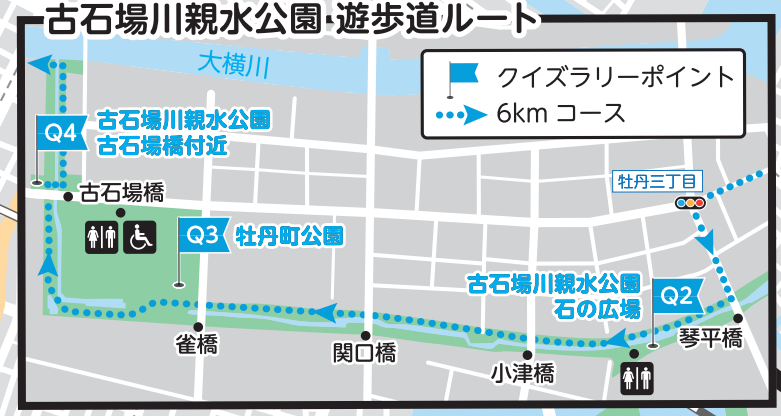 古石場川親水公園・遊歩道ルート
大横川
クイズラリーポイント
6km コース
Q4
古石場川親水公園
古石場橋付近
古石場橋
牡丹三丁目
Q3
牡丹町公園
古石場川親水公園
石の広場
Q2
琴平橋
雀橋
関口橋
小津橋